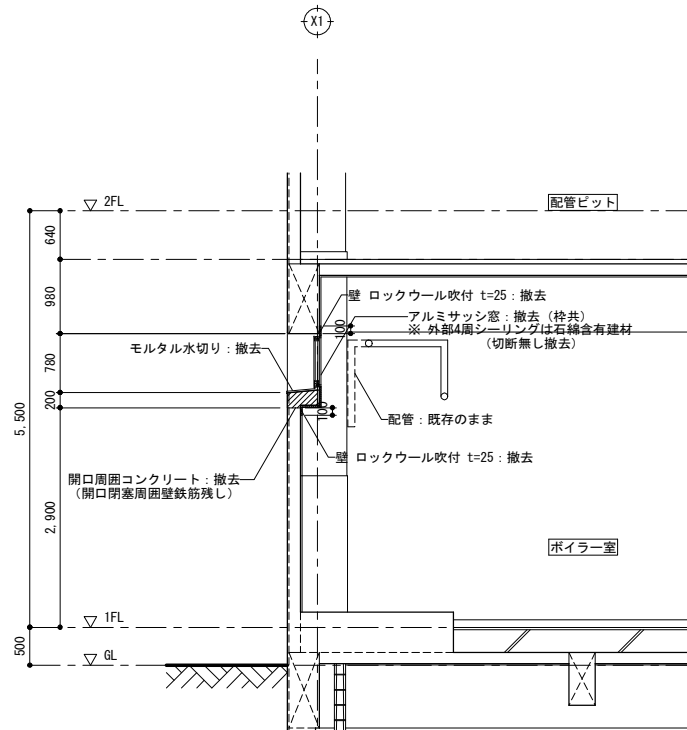 X1
2FL
配管ピット
640
980
壁 ロックウール吹付 t=25：撤去
アルミサッシ窓：撤去（枠共）
※ 外部4周シーリングは石綿含有建材
（切断無し撤去）
100
モルタル水切り：撤去
780
200
100
配管：既存のまま
5,500
壁 ロックウール吹付 t=25：撤去
開口周囲コンクリート：撤去
（開口閉塞周囲壁鉄筋残し）
2,900
ボイラー室
1FL
500
GL